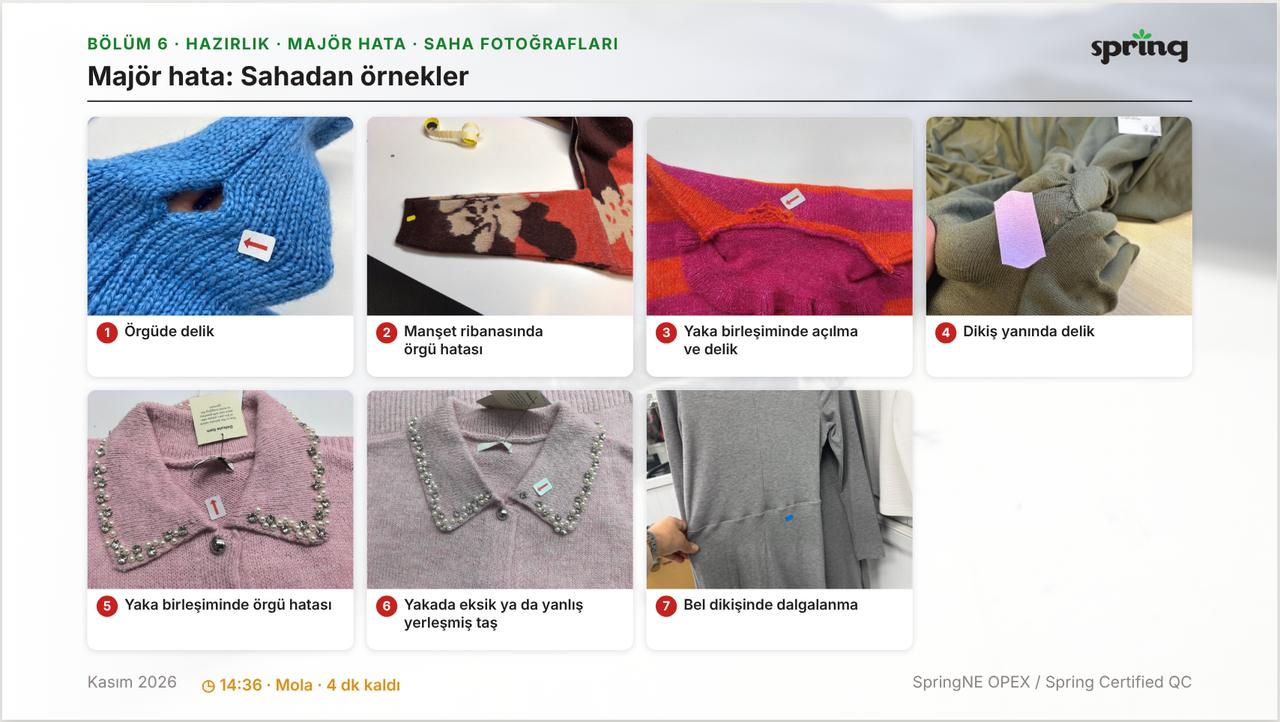 BÖLÜM 6 · HAZIRLIK · MAJÖR HATA · SAHA FOTOĞRAFLARI
spring
Majör hata: Sahadan örnekler
1 Örgüde delik
2 Manşet ribanasında
örgü hatası
3 Yaka birleşiminde açılma
ve delik
4 Dikiş yanında delik
5 Yaka birleşiminde örgü hatası
6 Yakada eksik ya da yanlış
yerleşmiş taş
7 Bel dikişinde dalgalanma
Kasım 2026
14:36 · Mola · 4 dk kaldı
SpringNE OPEX / Spring Certified QC